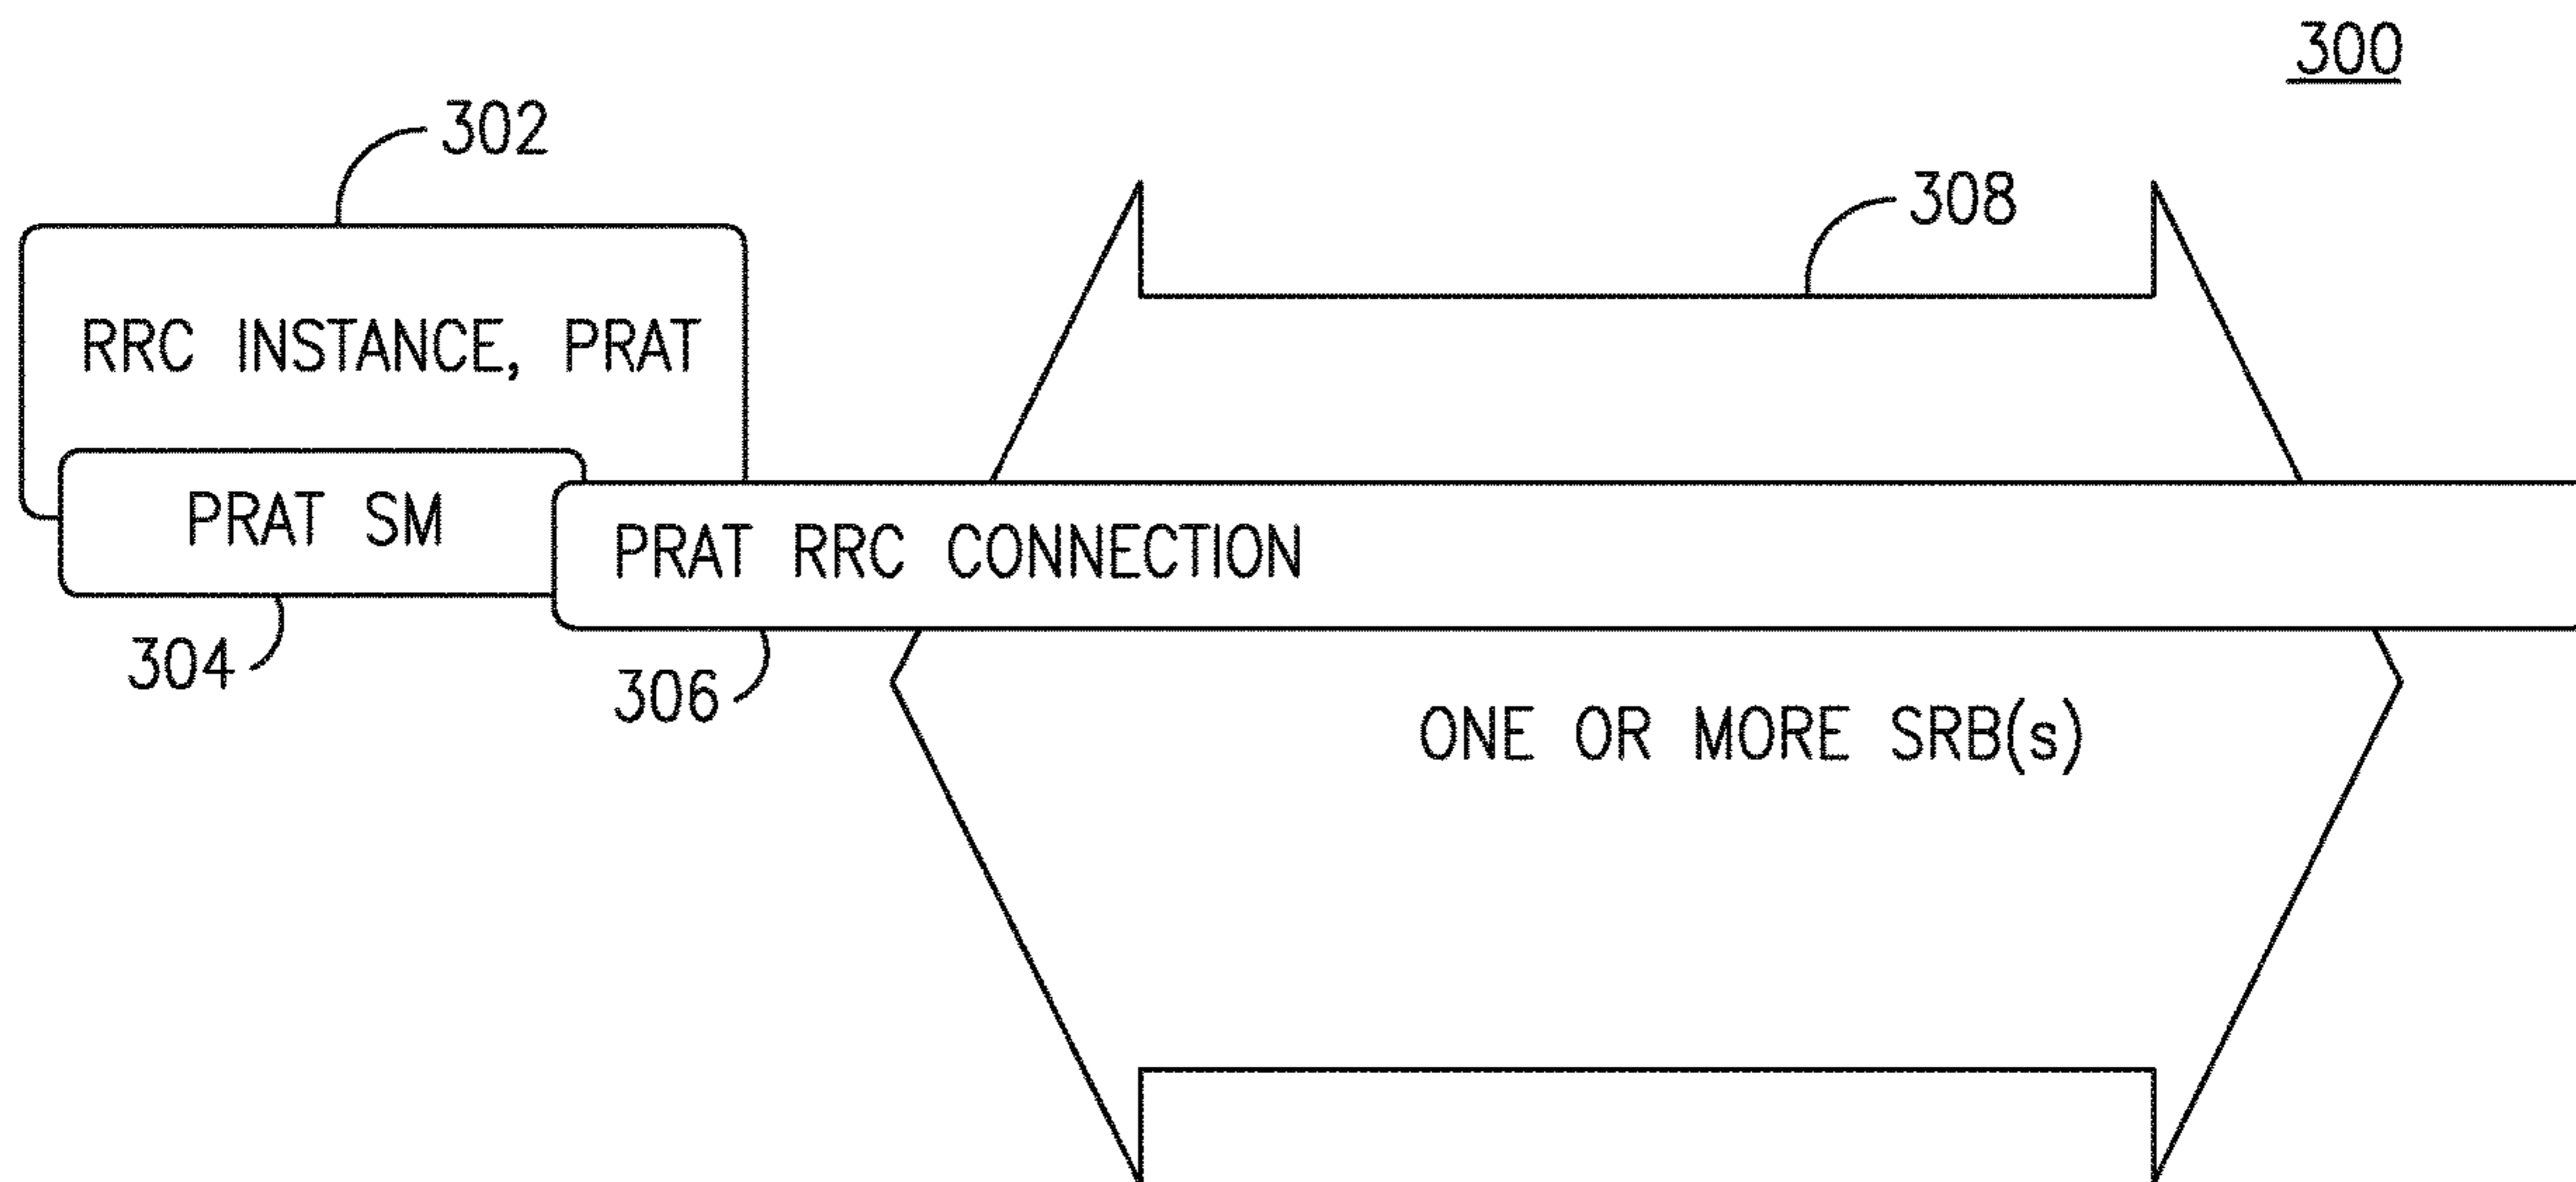 300
302
308
RRC INSTANCE, PRAT
PRAT SM
PRAT RRC CONNECTION
304
306
ONE OR MORE SRB(s)